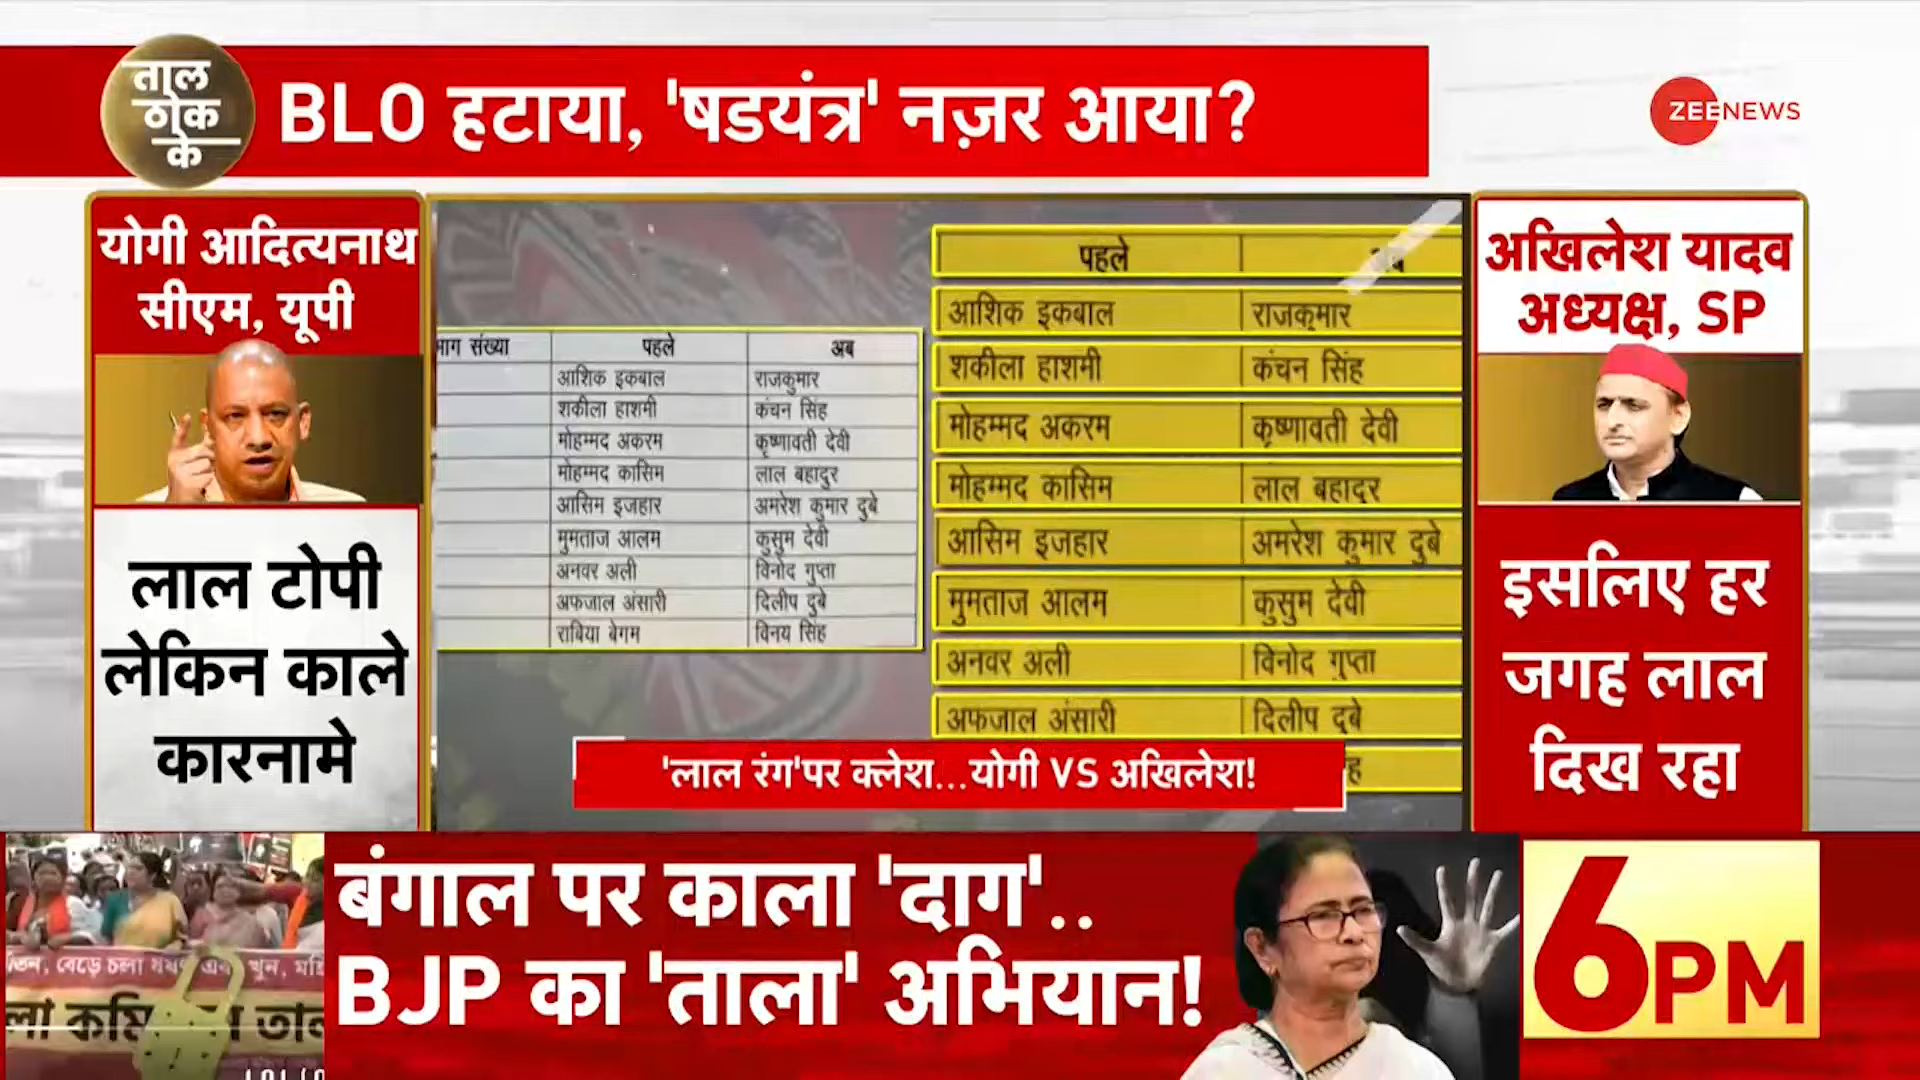 ताल
ठोक
के
BLO हटाया, 'षडयंत्र' नज़र आया?
ZEENEWS
योगी आदित्यनाथ
सीएम, यूपी
लाल टोपी
लेकिन काले
कारनामे
भाग संख्या पहले अब
आशिक इकबाल राजकुमार
शकीला हाशमी कंचन सिंह
मोहम्मद अकरम कृष्णावती देवी
मोहम्मद कासिम लाल बहादुर
आसिम इजहार अमरेश कुमार दुबे
मुमताज आलम कुसुम देवी
अनवर अली विनोद गुप्ता
अफजाल अंसारी दिलीप दुबे
राबिया बेगम विनय सिंह
पहले अब
आशिक इकबाल राजकुमार
शकीला हाशमी कंचन सिंह
मोहम्मद अकरम कृष्णावती देवी
मोहम्मद कासिम लाल बहादुर
आसिम इजहार अमरेश कुमार दुबे
मुमताज आलम कुसुम देवी
अनवर अली विनोद गुप्ता
अफजाल अंसारी दिलीप दुबे
अखिलेश यादव
अध्यक्ष, SP
इसलिए हर
जगह लाल
दिख रहा
'लाल रंग'पर क्लेश...योगी VS अखिलेश!
বেড়ে চলা খুন,
বাংলা পর
बंगाल पर काला 'दाग'..
BJP का 'ताला' अभियान!
6PM